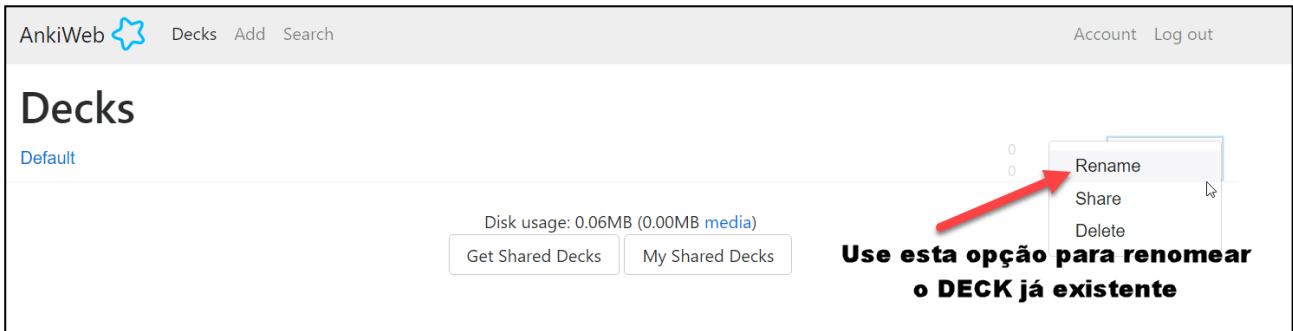 AnkiWeb Decks Add Search Account Log out
Decks
Default
0
0
Rename
Share
Delete
Disk usage: 0.06MB (0.00MB media)
Get Shared Decks My Shared Decks
Use esta opção para renomear
o DECK já existente